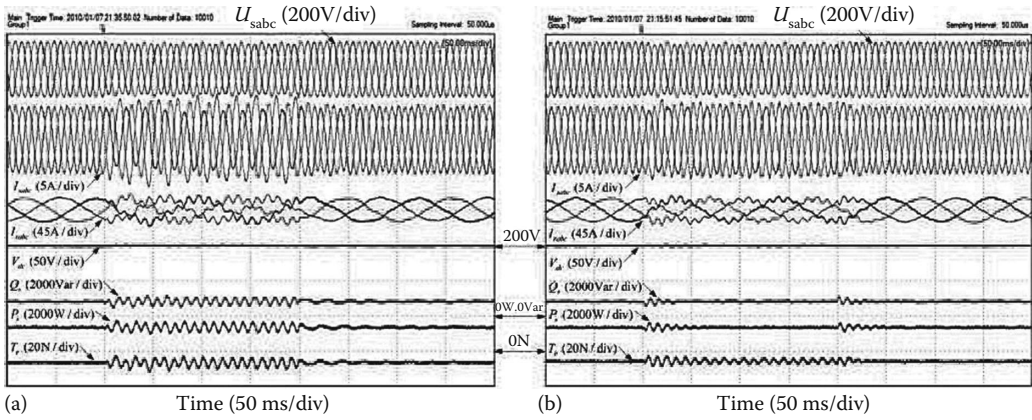 U_sabc (200V/div)
Main Trigger Time: 2010/01/07 21:35:50.02 Number of Data: 10010
Group1
Sampling Interval: 50.000us
(50.00ms/div)
I_sabc (5A/div)
I_rabc (45A/div)
V_dc (50V/div)
Q_s (2000Var/div)
P_s (2000W/div)
T_e (20N/div)
(a)
Time (50 ms/div)
200V
0W,0Var
0N
U_sabc (200V/div)
Main Trigger Time: 2010/01/07 21:15:51.45 Number of Data: 10010
Group1
Sampling Interval: 50.000us
(50.00ms/div)
I_sabc (5A/div)
I_rabc (45A/div)
V_dc (50V/div)
Q_s (2000Var/div)
P_s (2000W/div)
T_e (20N/div)
(b)
Time (50 ms/div)